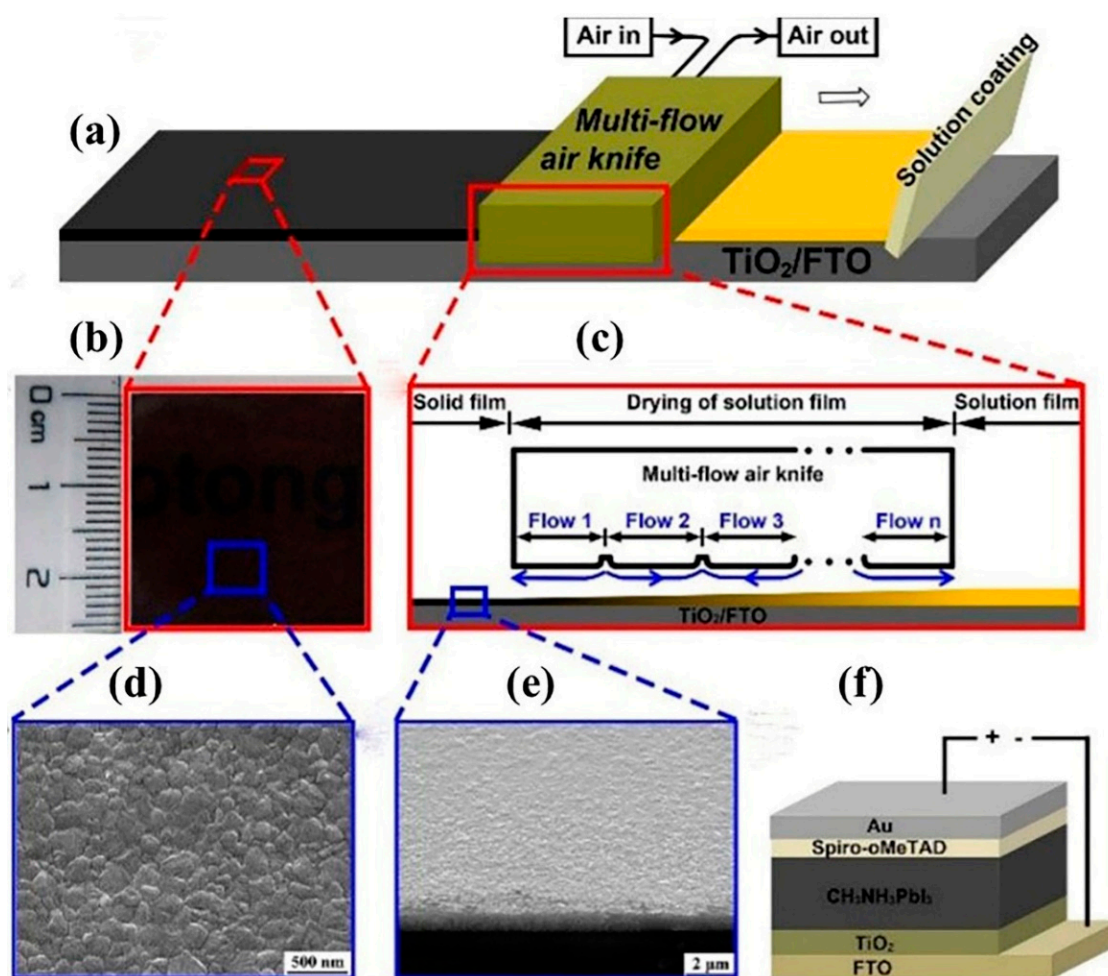 Air in
Air out
(a)
Multi-flow
air knife
Solution coating
TiO₂/FTO
(b)
0
cm
1
2
otong
(c)
Solid film
Drying of solution film
Solution film
Multi-flow air knife
Flow 1
Flow 2
Flow 3
Flow n
TiO₂/FTO
(d)
500 nm
(e)
2 μm
(f)
+ -
Au
Spiro-oMeTAD
CH₃NH₃PbI₃
TiO₂
FTO